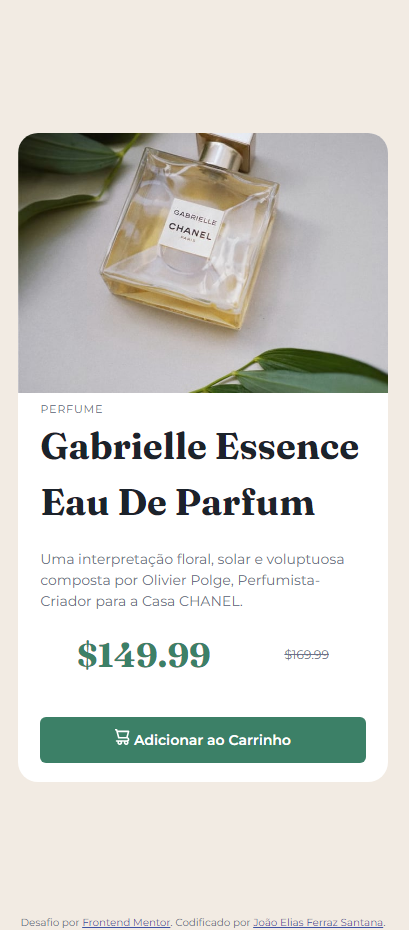 GABRIELLE
CHANEL
PARIS
PERFUME
Gabrielle Essence
Eau De Parfum
Uma interpretação floral, solar e voluptuosa
composta por Olivier Polge, Perfumista-
Criador para a Casa CHANEL.
$149.99
$169.99
Adicionar ao Carrinho
Desafio por Frontend Mentor. Codificado por João Elias Ferraz Santana.